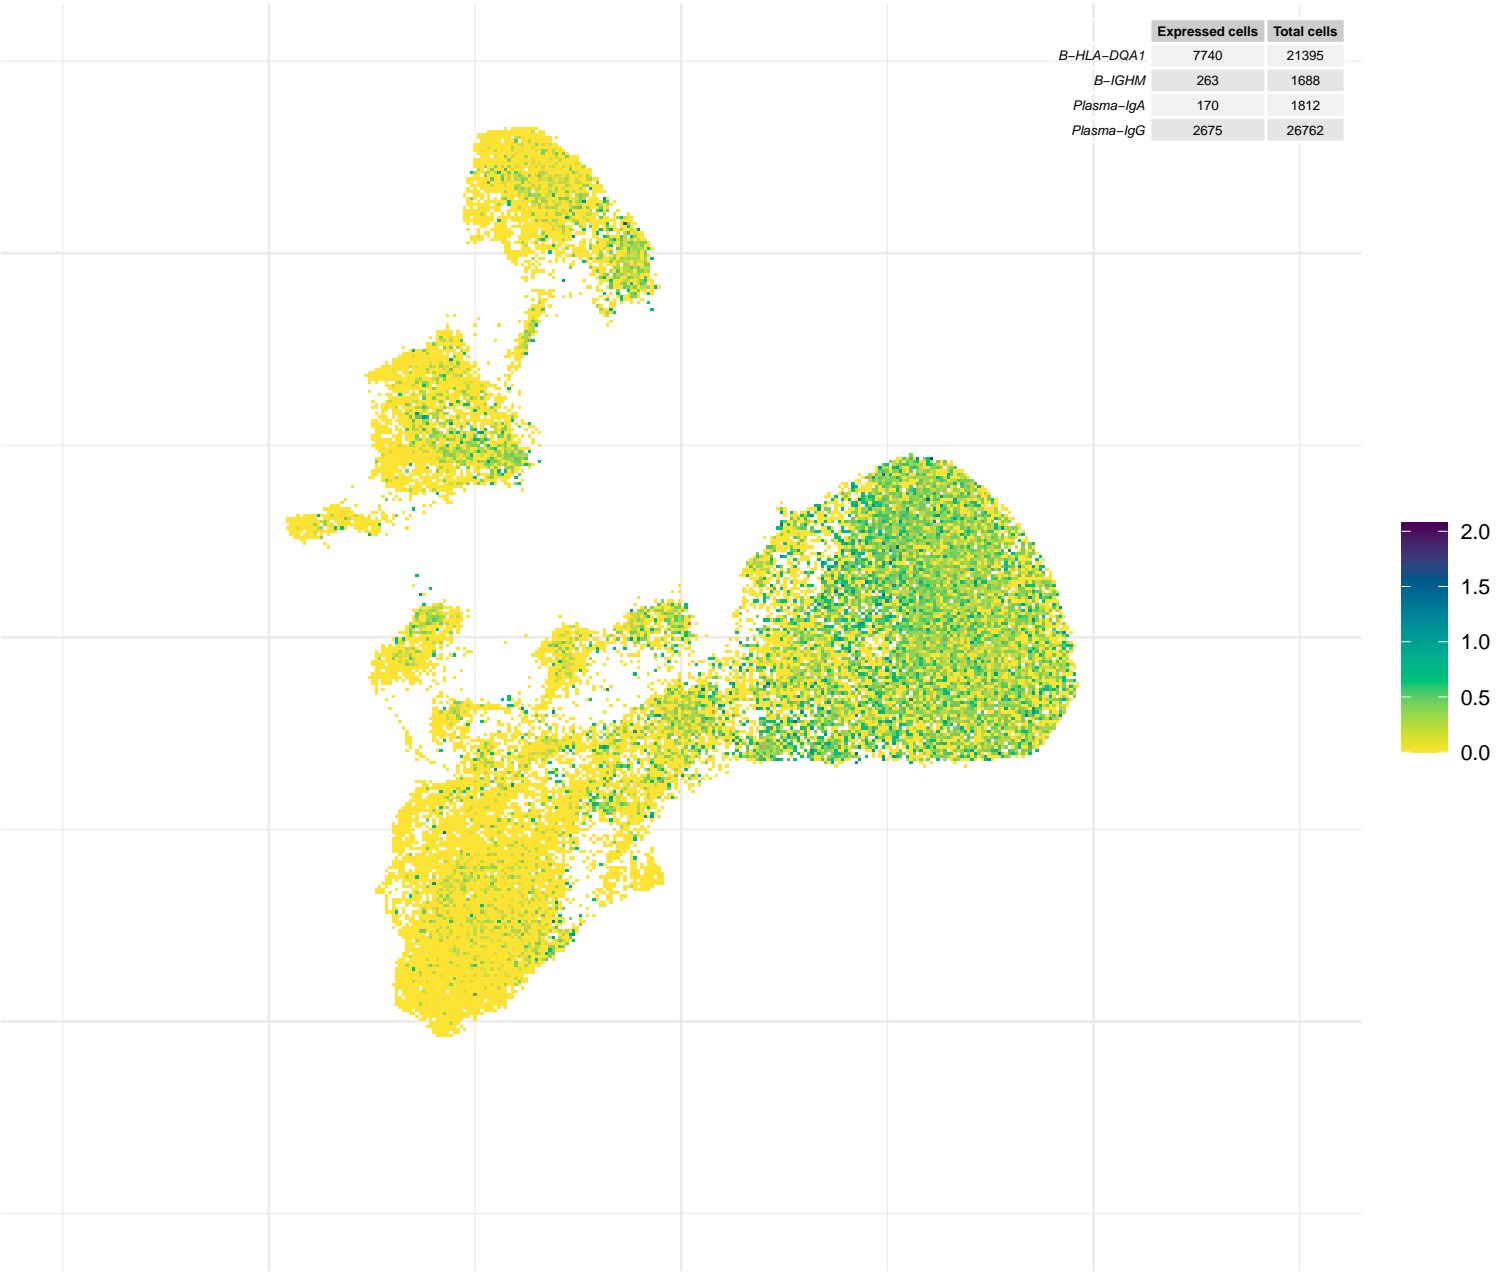 Expressed cells Total cells
B−HLA−DQA1 7740 21395
B−IGHM 263 1688
Plasma−IgA 170 1812
Plasma−IgG 2675 26762
2.0
1.5
1.0
0.5
0.0